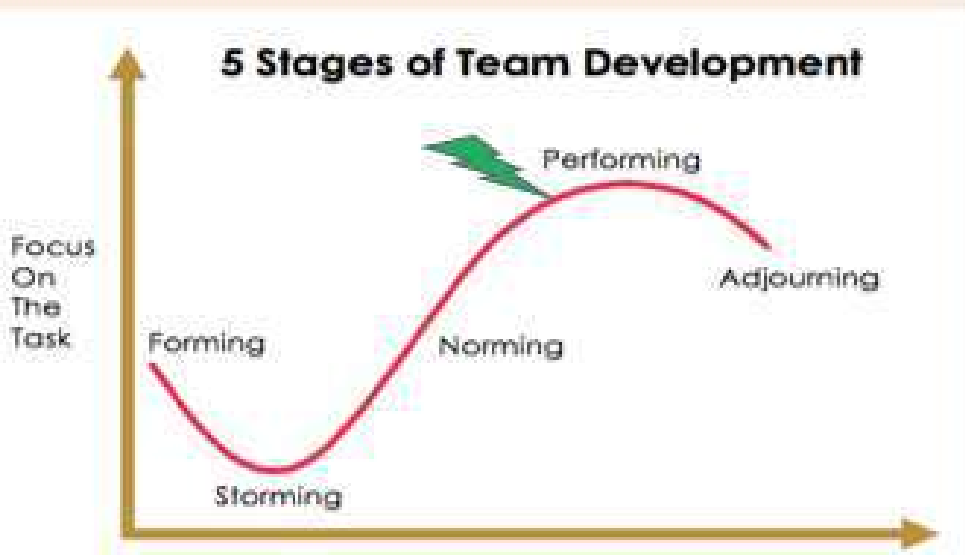 5 Stages of Team Development
Performing
Focus
On
The
Task
Adjourning
Forming
Norming
Storming